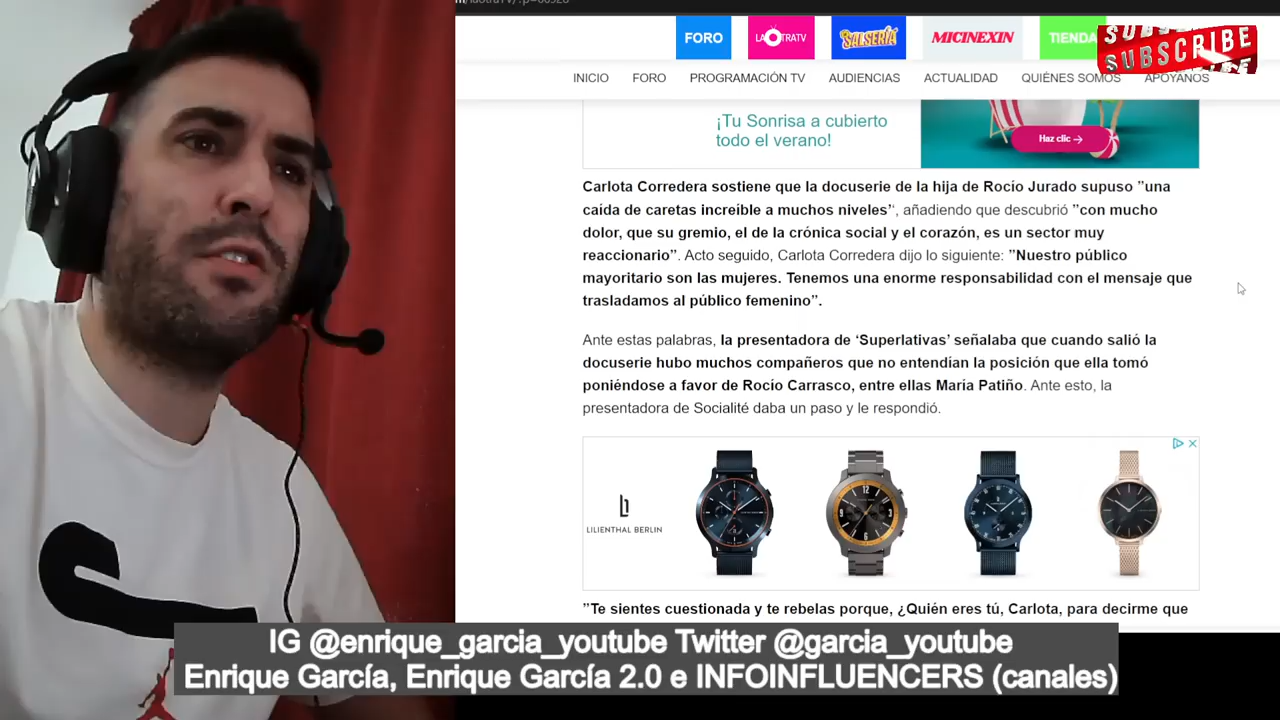 FORO
LAOTRATV
SALSERÍA
MICINEXIN
TIENDA
SUBSCRIBE
INICIO FORO PROGRAMACIÓN TV AUDIENCIAS ACTUALIDAD QUIÉNES SOMOS APÓYANOS
¡Tu Sonrisa a cubierto
todo el verano!
Haz clic →
Carlota Corredera sostiene que la docuserie de la hija de Rocío Jurado supuso ”una
caída de caretas increíble a muchos niveles’‘, añadiendo que descubrió ”con mucho
dolor, que su gremio, el de la crónica social y el corazón, es un sector muy
reaccionario”. Acto seguido, Carlota Corredera dijo lo siguiente: ”Nuestro público
mayoritario son las mujeres. Tenemos una enorme responsabilidad con el mensaje que
trasladamos al público femenino”.
Ante estas palabras, la presentadora de ‘Superlativas’ señalaba que cuando salió la
docuserie hubo muchos compañeros que no entendían la posición que ella tomó
poniéndose a favor de Rocío Carrasco, entre ellas María Patiño. Ante esto, la
presentadora de Socialité daba un paso y le respondió.
LILIENTHAL BERLIN
”Te sientes cuestionada y te rebelas porque, ¿Quién eres tú, Carlota, para decirme que
IG @enrique_garcia_youtube Twitter @garcia_youtube
Enrique García, Enrique García 2.0 e INFOINFLUENCERS (canales)